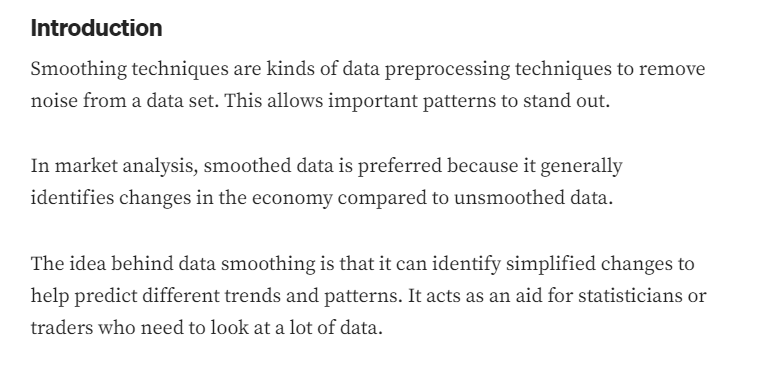 Introduction
Smoothing techniques are kinds of data preprocessing techniques to remove
noise from a data set. This allows important patterns to stand out.
In market analysis, smoothed data is preferred because it generally
identifies changes in the economy compared to unsmoothed data.
The idea behind data smoothing is that it can identify simplified changes to
help predict different trends and patterns. It acts as an aid for statisticians or
traders who need to look at a lot of data.